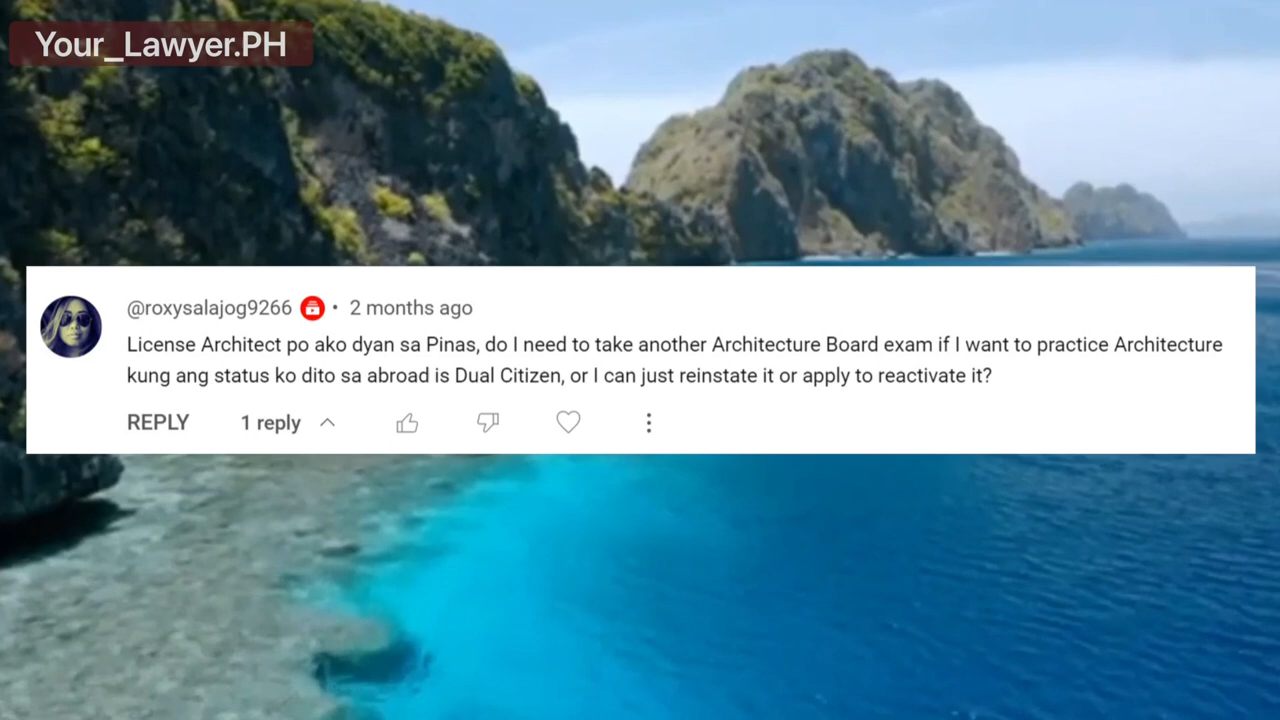 Your_Lawyer.PH
@roxysalajog9266 • 2 months ago
License Architect po ako dyan sa Pinas, do I need to take another Architecture Board exam if I want to practice Architecture
kung ang status ko dito sa abroad is Dual Citizen, or I can just reinstate it or apply to reactivate it?
REPLY 1 reply